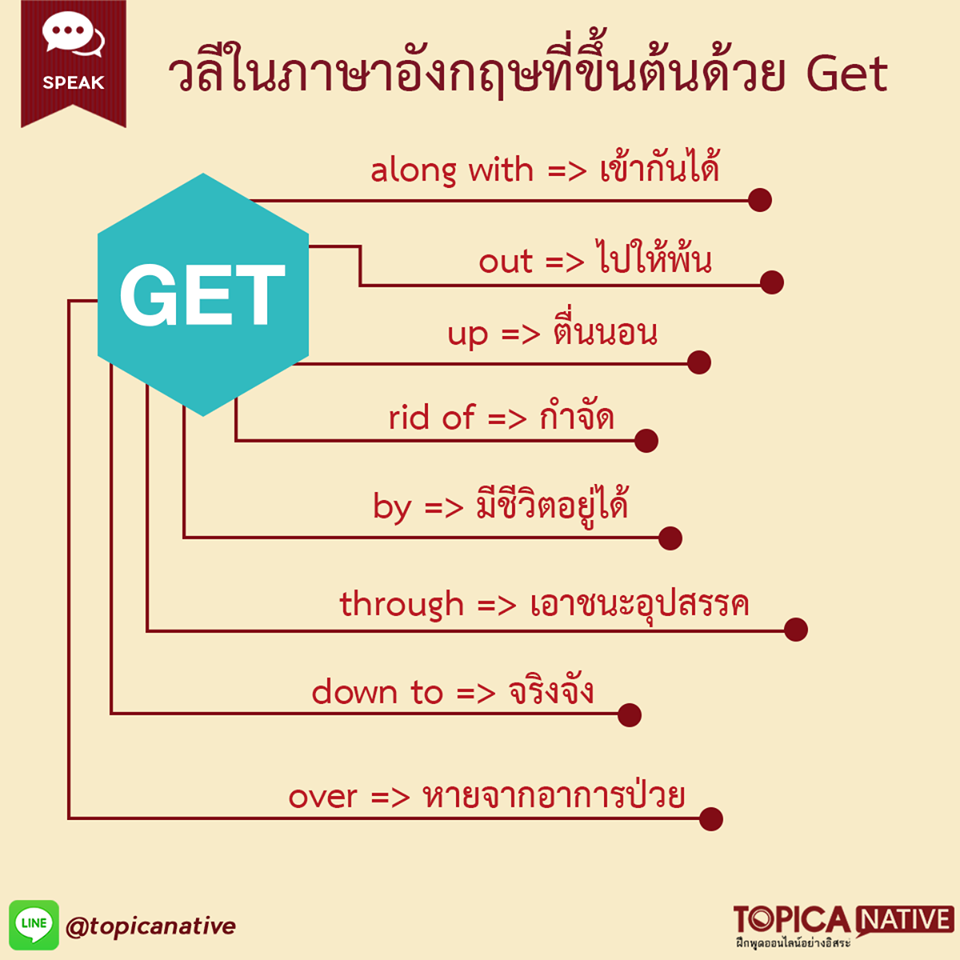 SPEAK
วลีในภาษาอังกฤษที่ขึ้นต้นด้วย Get
along with => เข้ากันได้
GET
out => ไปให้พ้น
up => ตื่นนอน
rid of => กำจัด
by => มีชีวิตอยู่ได้
through => เอาชนะอุปสรรค
down to => จริงจัง
over => หายจากอาการป่วย
LINE @topicanative
TOPICA NATIVE
ฝึกพูดออนไลน์อย่างอิสระ